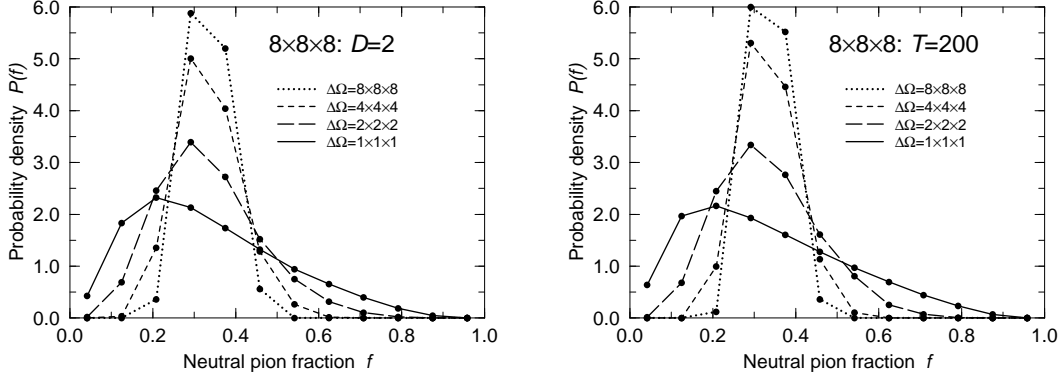 Probability density P(f)
6.0
5.0
4.0
3.0
2.0
1.0
0.0
8×8×8: D=2
ΔΩ=8×8×8
ΔΩ=4×4×4
ΔΩ=2×2×2
ΔΩ=1×1×1
0.0 0.2 0.4 0.6 0.8 1.0
Neutral pion fraction f
Probability density P(f)
6.0
5.0
4.0
3.0
2.0
1.0
0.0
8×8×8: T=200
ΔΩ=8×8×8
ΔΩ=4×4×4
ΔΩ=2×2×2
ΔΩ=1×1×1
0.0 0.2 0.4 0.6 0.8 1.0
Neutral pion fraction f